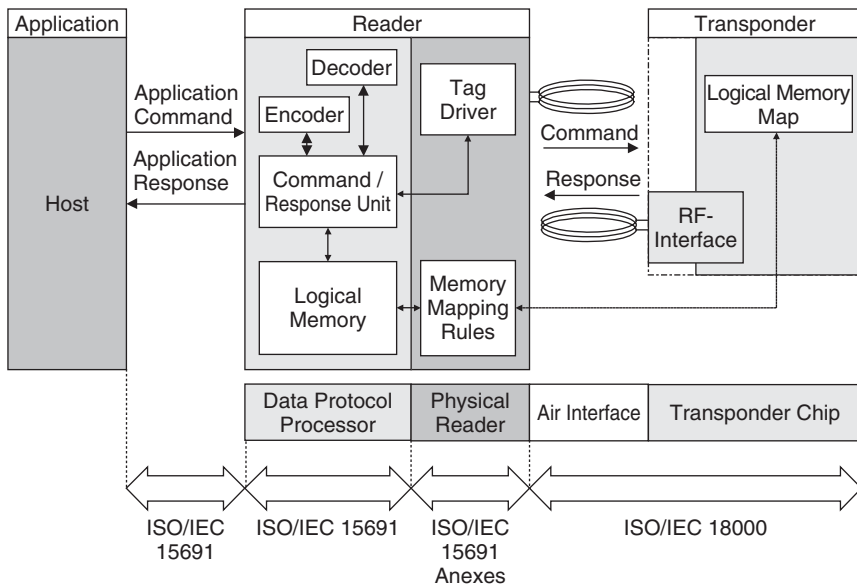 Application
Reader
Transponder
Decoder
Encoder
Tag
Driver
Logical Memory
Map
Application
Command
Application
Response
Command
Response
Host
Command /
Response Unit
RF-
Interface
Logical
Memory
Memory
Mapping
Rules
Data Protocol
Processor
Physical
Reader
Air Interface
Transponder Chip
ISO/IEC
15691
ISO/IEC 15691
ISO/IEC
15691
Anexes
ISO/IEC 18000